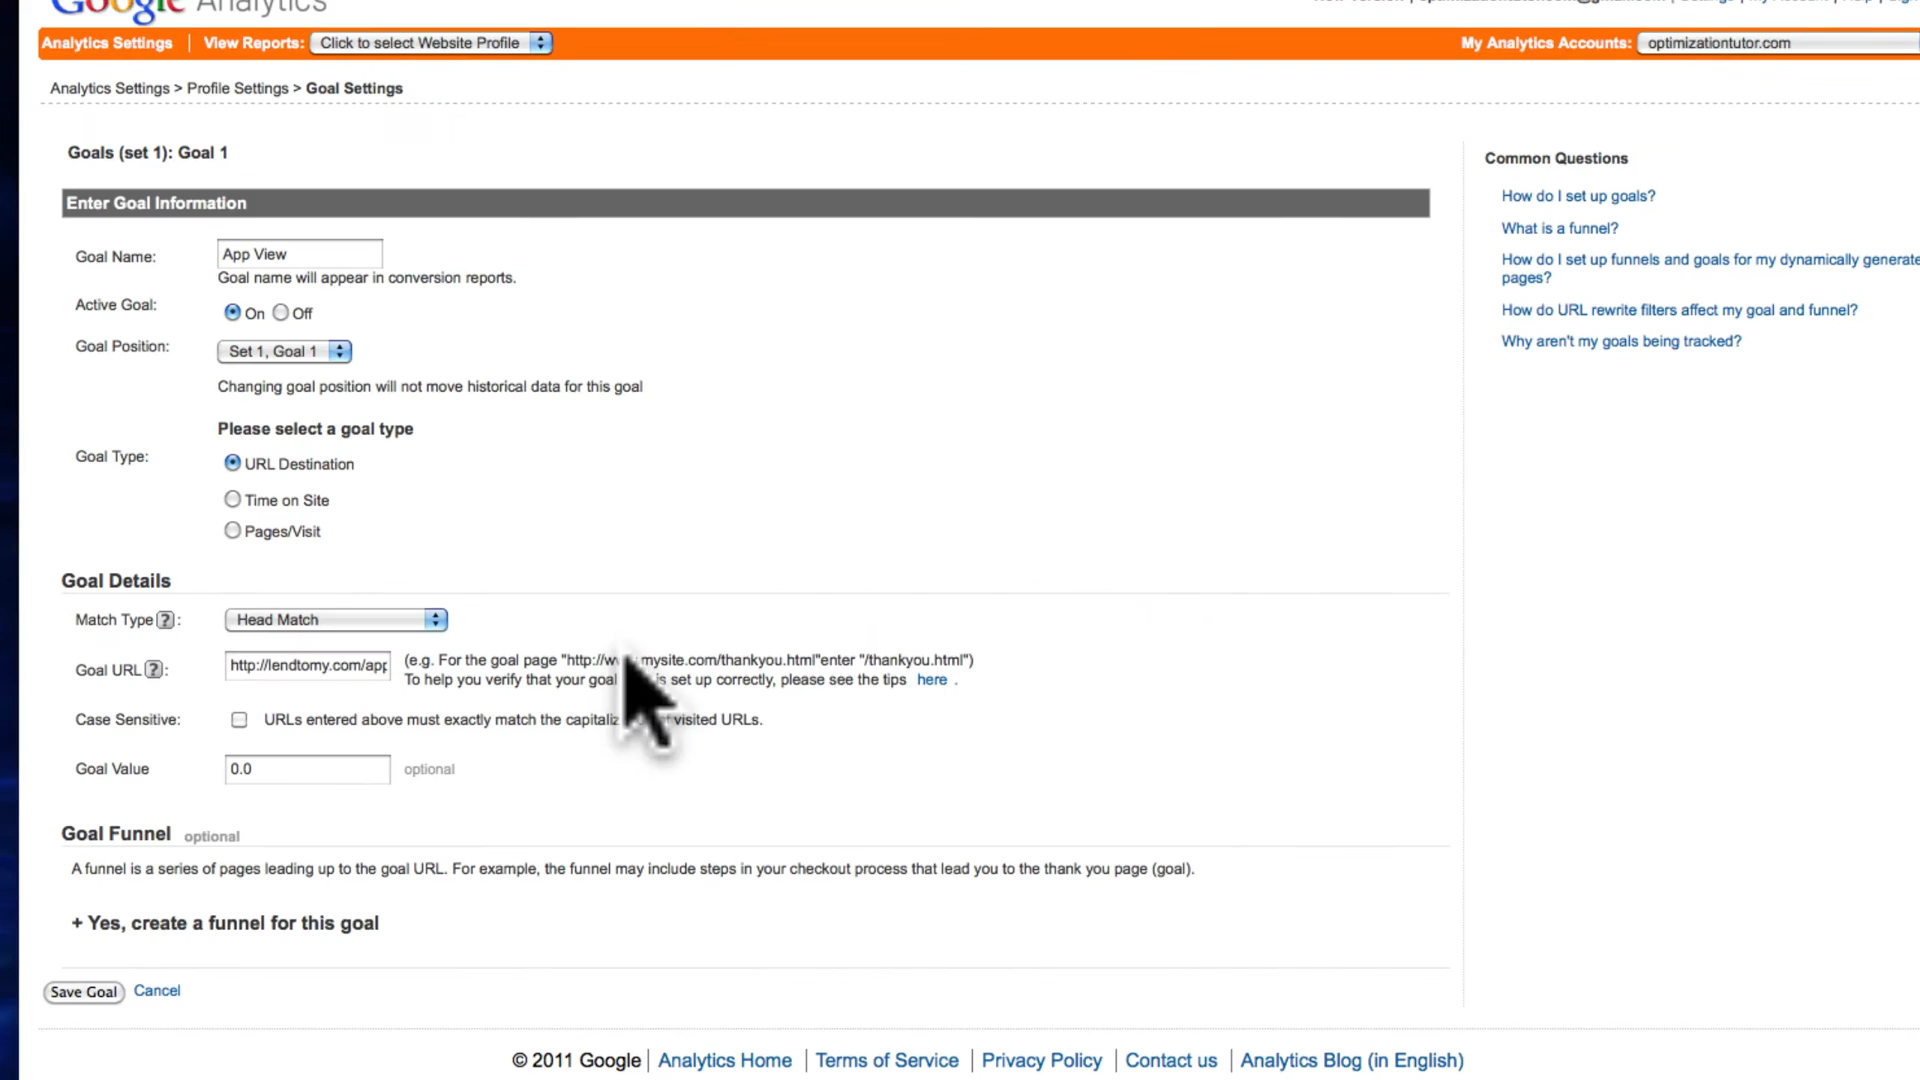 Google Analytics
Analytics Settings | View Reports: Click to select Website Profile
My Analytics Accounts: optimizationtutor.com
Analytics Settings > Profile Settings > Goal Settings
Goals (set 1): Goal 1
Enter Goal Information
Goal Name: App View
Goal name will appear in conversion reports.
Active Goal: On Off
Goal Position: Set 1, Goal 1
Changing goal position will not move historical data for this goal
Please select a goal type
Goal Type: URL Destination
Time on Site
Pages/Visit
Goal Details
Match Type ?: Head Match
Goal URL ?: http://lendtomy.com/app (e.g. For the goal page "http://w mysite.com/thankyou.html"enter "/thankyou.html")
To help you verify that your goal is set up correctly, please see the tips here .
Case Sensitive: URLs entered above must exactly match the visited URLs.
Goal Value 0.0 optional
Goal Funnel optional
A funnel is a series of pages leading up to the goal URL. For example, the funnel may include steps in your checkout process that lead you to the thank you page (goal).
+ Yes, create a funnel for this goal
Save Goal Cancel
Common Questions
How do I set up goals?
What is a funnel?
How do I set up funnels and goals for my dynamically generate
pages?
How do URL rewrite filters affect my goal and funnel?
Why aren't my goals being tracked?
© 2011 Google | Analytics Home | Terms of Service | Privacy Policy | Contact us | Analytics Blog (in English)